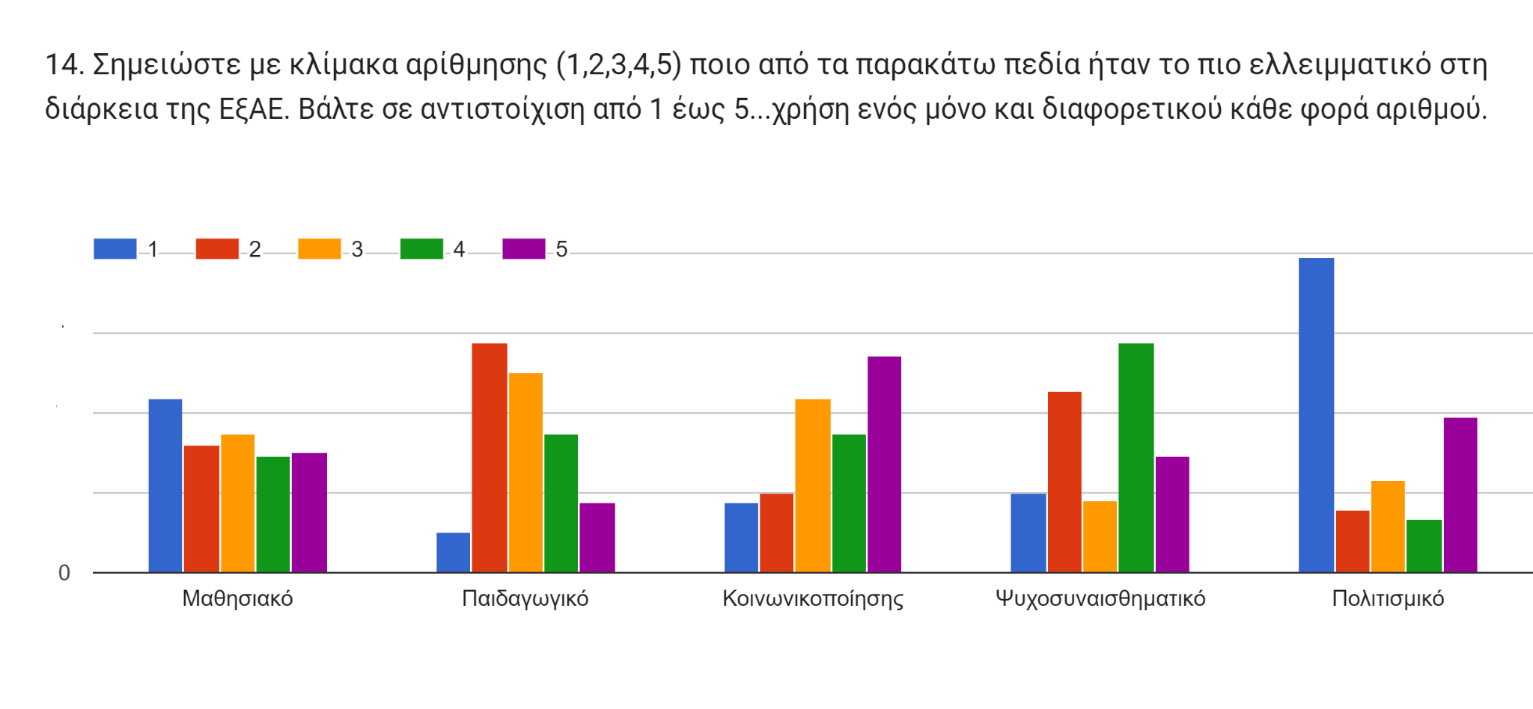 14. Σημειώστε με κλίμακα αρίθμησης (1,2,3,4,5) ποιο από τα παρακάτω πεδία ήταν το πιο ελλειμματικό στη
διάρκεια της ΕξΑΕ. Βάλτε σε αντιστοίχιση από 1 έως 5...χρήση ενός μόνο και διαφορετικού κάθε φορά αριθμού.
1 2 3 4 5
0
Μαθησιακό Παιδαγωγικό Κοινωνικοποίησης Ψυχοσυναισθηματικό Πολιτισμικό